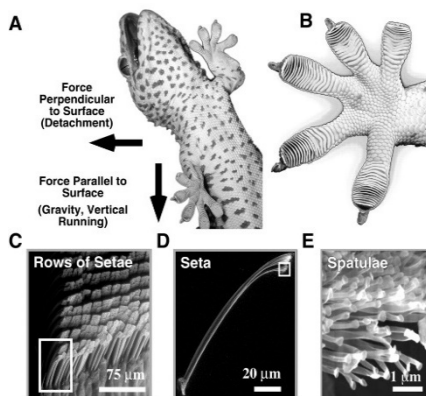 A
B
Force
Perpendicular
to Surface
(Detachment)
Force Parallel to
Surface
(Gravity, Vertical
Running)
C
Rows of Setae
75 µm
D
Seta
20 µm
E
Spatulae
1 µm